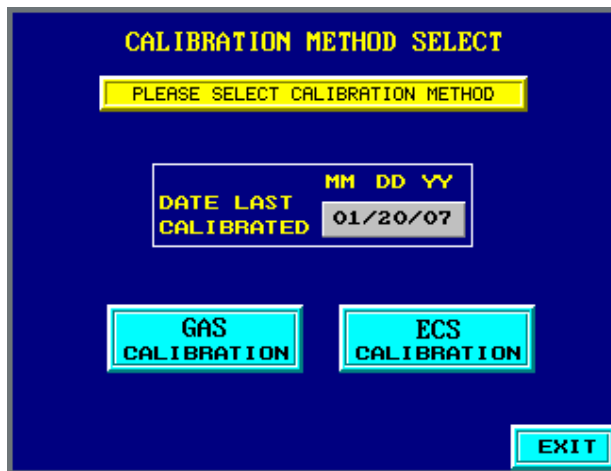 CALIBRATION METHOD SELECT
PLEASE SELECT CALIBRATION METHOD
MM DD YY
DATE LAST
CALIBRATED
01/20/07
GAS
CALIBRATION
ECS
CALIBRATION
EXIT